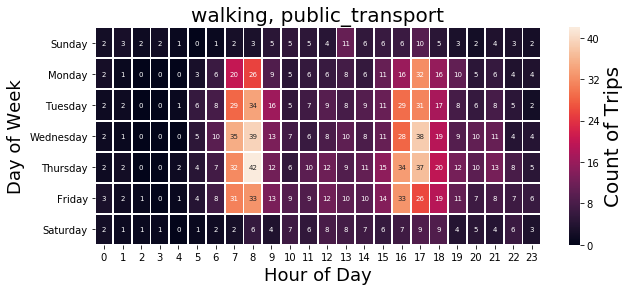 walking, public_transport
Day of Week
Sunday 2 3 2 2 1 0 1 2 3 5 5 5 4 11 6 6 6 10 5 3 2 4 3 2
Monday 2 1 0 0 0 3 6 20 26 9 5 6 6 8 6 11 16 32 16 10 5 6 4 4
Tuesday 2 2 0 0 1 6 8 29 34 16 5 7 9 8 9 11 29 31 17 8 6 8 5 2
Wednesday 2 1 0 0 0 5 10 35 39 13 7 6 8 10 8 11 28 38 19 9 10 11 4 4
Thursday 2 2 0 0 2 4 7 32 42 12 6 10 12 9 11 15 34 37 20 12 10 13 8 5
Friday 3 2 1 0 1 4 8 31 33 13 9 9 12 10 10 14 33 26 19 11 7 8 7 6
Saturday 2 1 1 1 0 1 2 2 6 4 7 6 8 8 7 6 7 9 9 4 5 4 6 3
0 1 2 3 4 5 6 7 8 9 10 11 12 13 14 15 16 17 18 19 20 21 22 23
Hour of Day
40
32
24
16
8
0
Count of Trips